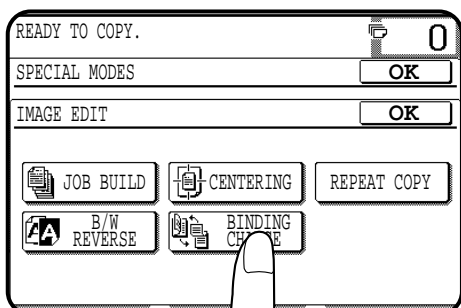 READY TO COPY.
0
SPECIAL MODES
OK
IMAGE EDIT
OK
JOB BUILD
CENTERING
REPEAT COPY
B/W
REVERSE
BINDING